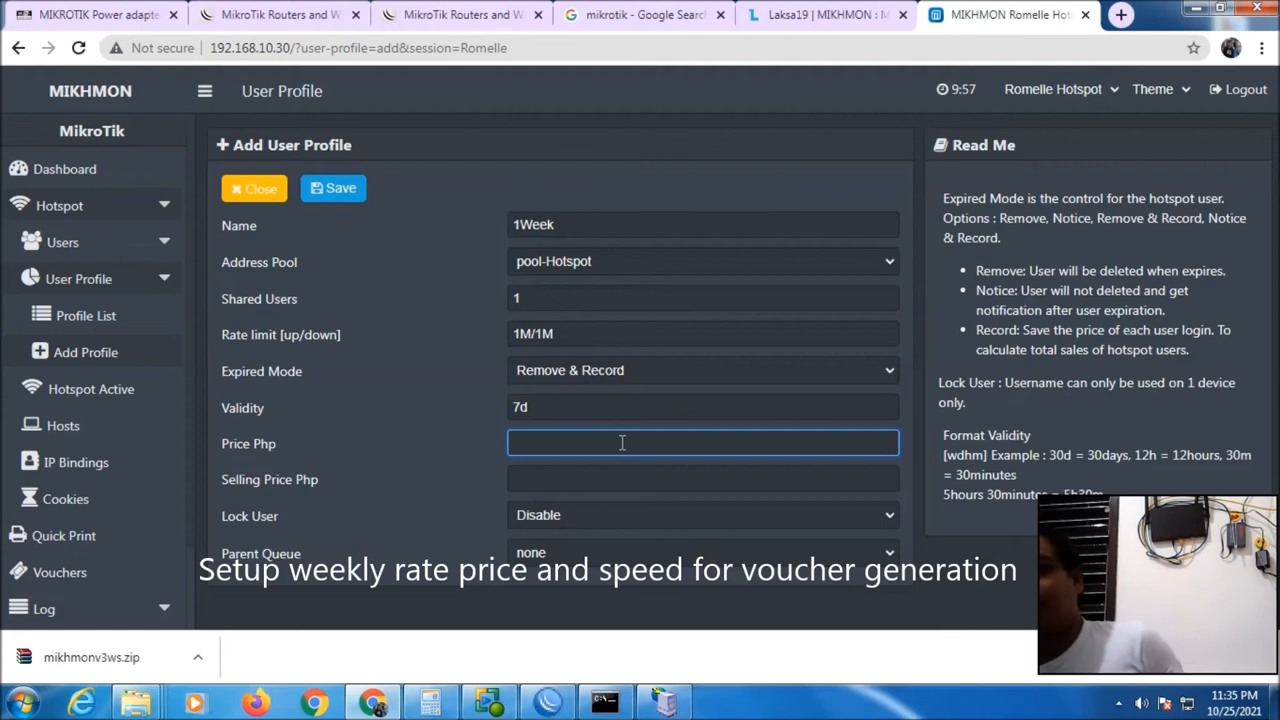 MIKROTIK Power adapte
MikroTik Routers and W
MikroTik Routers and W
mikrotik - Google Searc
Laksa19 | MIKHMON : M
MIKHMON Romelle Hot
Not secure 192.168.10.30/?user-profile=add&session=Romelle
MIKHMON
User Profile
9:57
Romelle Hotspot
Theme
Logout
MikroTik
Dashboard
Hotspot
Users
User Profile
Profile List
Add Profile
Hotspot Active
Hosts
IP Bindings
Cookies
Quick Print
Vouchers
Log
Add User Profile
Close
Save
Name 1Week
Address Pool pool-Hotspot
Shared Users 1
Rate limit [up/down] 1M/1M
Expired Mode Remove & Record
Validity 7d
Price Php
Selling Price Php
Lock User Disable
Parent Queue none
Read Me
Expired Mode is the control for the hotspot user.
Options : Remove, Notice, Remove & Record, Notice
& Record.
Remove: User will be deleted when expires.
Notice: User will not deleted and get
notification after user expiration.
Record: Save the price of each user login. To
calculate total sales of hotspot users.
Lock User : Username can only be used on 1 device
only.
Format Validity
[wdhm] Example : 30d = 30days, 12h = 12hours, 30m
= 30minutes
5hours 30minutes = 5h30m
Setup weekly rate price and speed for voucher generation
mikhmonv3ws.zip
11:35 PM
10/25/2021